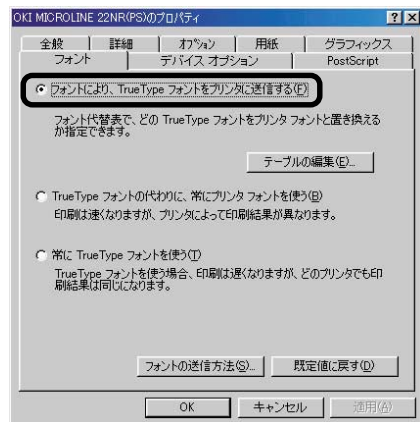 OKI MICROLINE 22NR(PS)のプロパティ
全般 詳細 オプション 用紙 グラフィックス
フォント デバイス オプション PostScript
フォントにより、TrueType フォントをプリンタに送信する(F)
フォント代替表で、どの TrueType フォントをプリンタ フォントと置き換える
か指定できます。
テーブルの編集(E)...
TrueType フォントの代わりに、常にプリンタ フォントを使う(B)
印刷は速くなりますが、プリンタによって印刷結果が異なります。
常に TrueType フォントを使う(T)
TrueType フォントを使う場合、印刷は遅くなりますが、どのプリンタでも印
刷結果は同じになります。
フォントの送信方法(S)... 既定値に戻す(D)
OK キャンセル 適用(A)